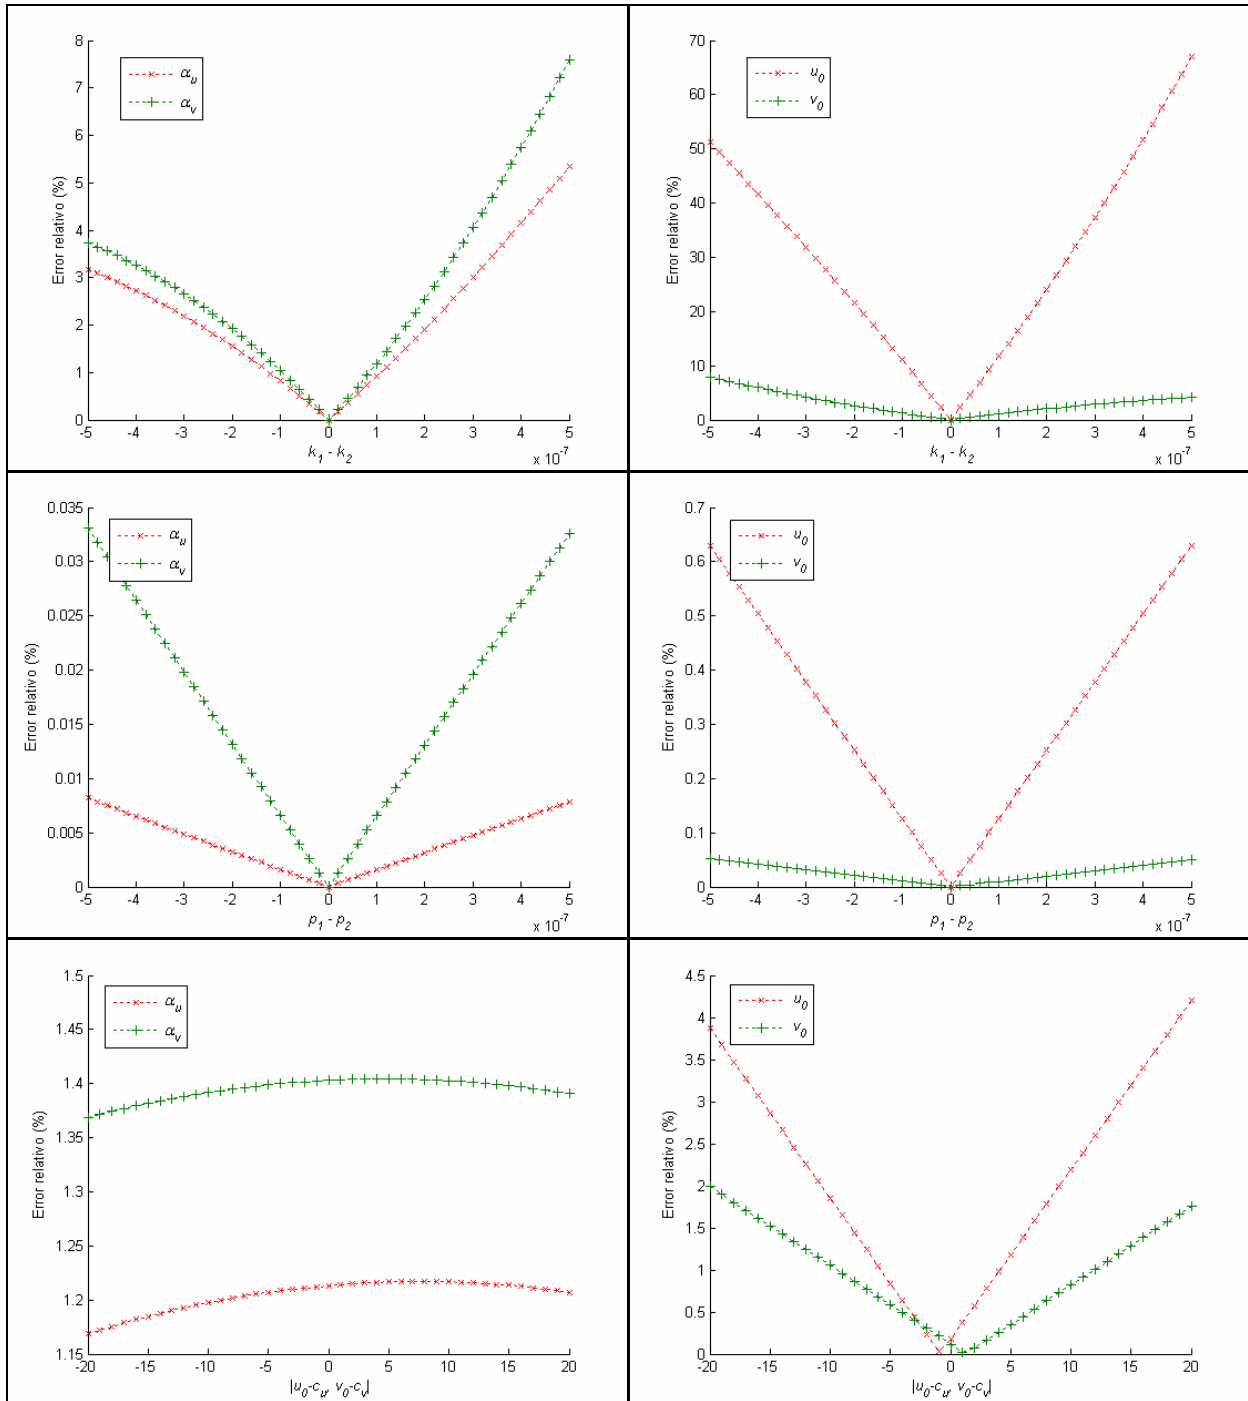 8
7
6
5
4
3
2
1
0
Error relativo (%)
α_u
α_v
-5 -4 -3 -2 -1 0 1 2 3 4 5
k_1 - k_2
x 10^-7
70
60
50
40
30
20
10
0
Error relativo (%)
u_0
v_0
-5 -4 -3 -2 -1 0 1 2 3 4 5
k_1 - k_2
x 10^-7
0.035
0.03
0.025
0.02
0.015
0.01
0.005
0
Error relativo (%)
α_u
α_v
-5 -4 -3 -2 -1 0 1 2 3 4 5
p_1 - p_2
x 10^-7
0.7
0.6
0.5
0.4
0.3
0.2
0.1
0
Error relativo (%)
u_0
v_0
-5 -4 -3 -2 -1 0 1 2 3 4 5
p_1 - p_2
x 10^-7
1.5
1.45
1.4
1.35
1.3
1.25
1.2
1.15
Error relativo (%)
α_u
α_v
-20 -15 -10 -5 0 5 10 15 20
|u_0-c_u, v_0-c_v|
4.5
4
3.5
3
2.5
2
1.5
1
0.5
0
Error relativo (%)
u_0
v_0
-20 -15 -10 -5 0 5 10 15 20
|u_0-c_u, v_0-c_v|